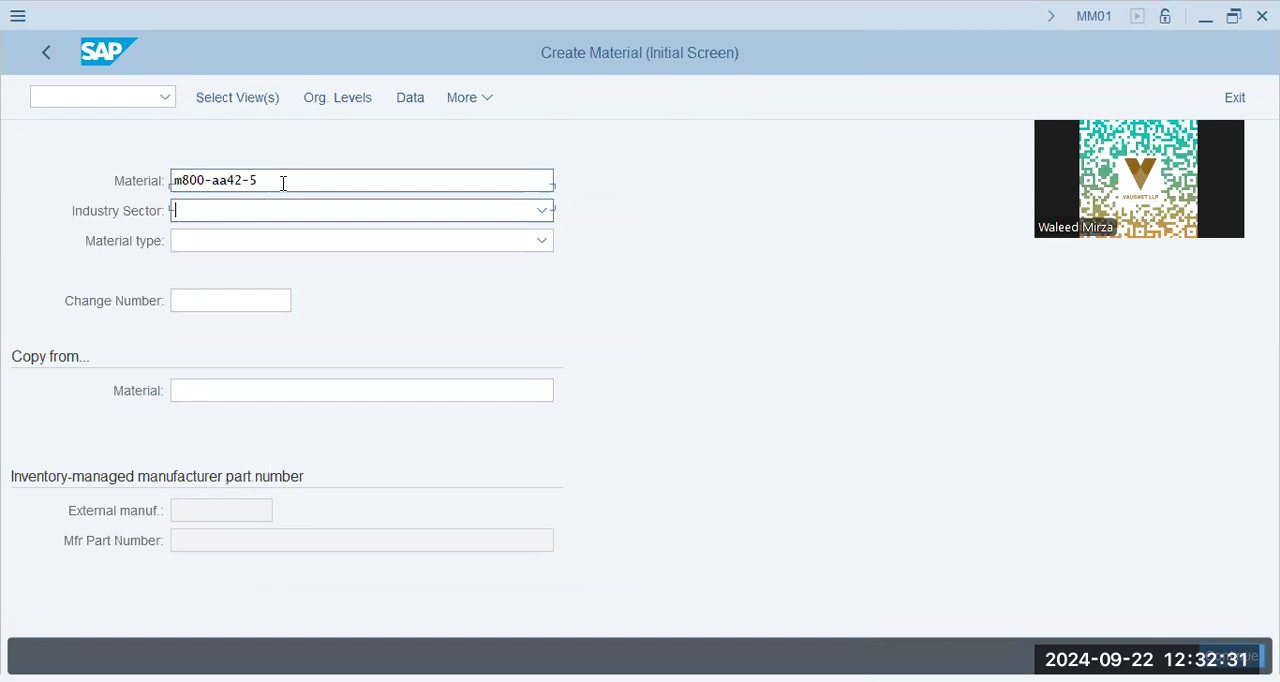 MM01
SAP
Create Material (Initial Screen)
Select View(s) Org. Levels Data More Exit
Material: m800-aa42-5
Industry Sector:
Material type:
VAUSNET LLP
Waleed Mirza
Change Number:
Copy from...
Material:
Inventory-managed manufacturer part number
External manuf.:
Mfr Part Number:
2024-09-22 12:32:31